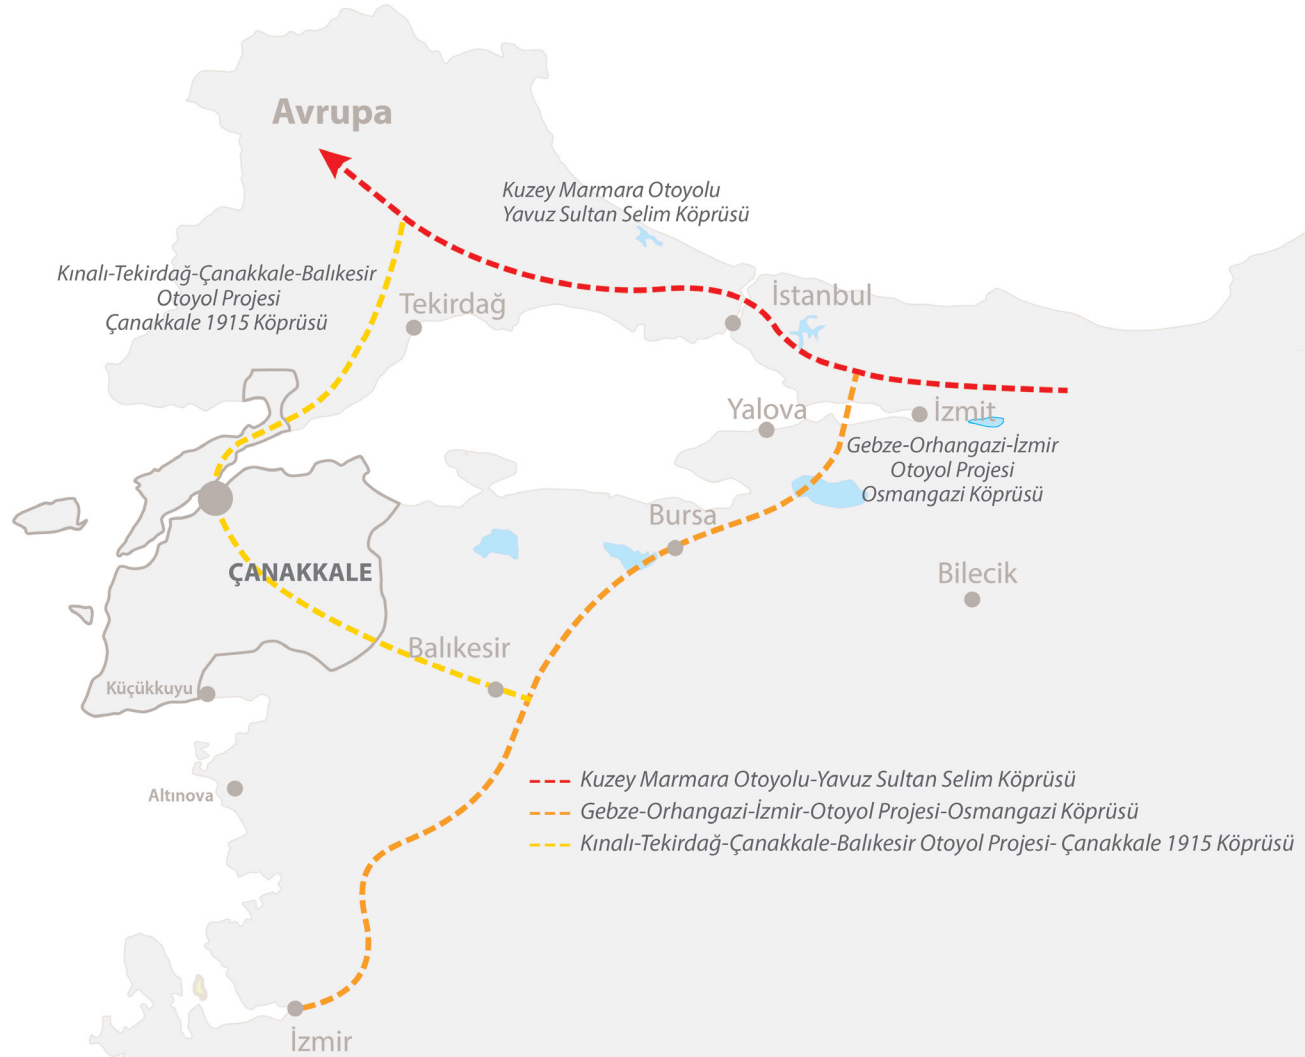 Avrupa
Kuzey Marmara Otoyolu
Yavuz Sultan Selim Köprüsü
Kınalı-Tekirdağ-Çanakkale-Balıkesir
Otoyol Projesi
Çanakkale 1915 Köprüsü
Tekirdağ
İstanbul
Yalova
İzmit
Gebze-Orhangazi-İzmir
Otoyol Projesi
Osmangazi Köprüsü
Bursa
ÇANAKKALE
Bilecik
Balıkesir
Küçükkuyu
Altınova
Kuzey Marmara Otoyolu-Yavuz Sultan Selim Köprüsü
Gebze-Orhangazi-İzmir-Otoyol Projesi-Osmangazi Köprüsü
Kınalı-Tekirdağ-Çanakkale-Balıkesir Otoyol Projesi- Çanakkale 1915 Köprüsü
İzmir